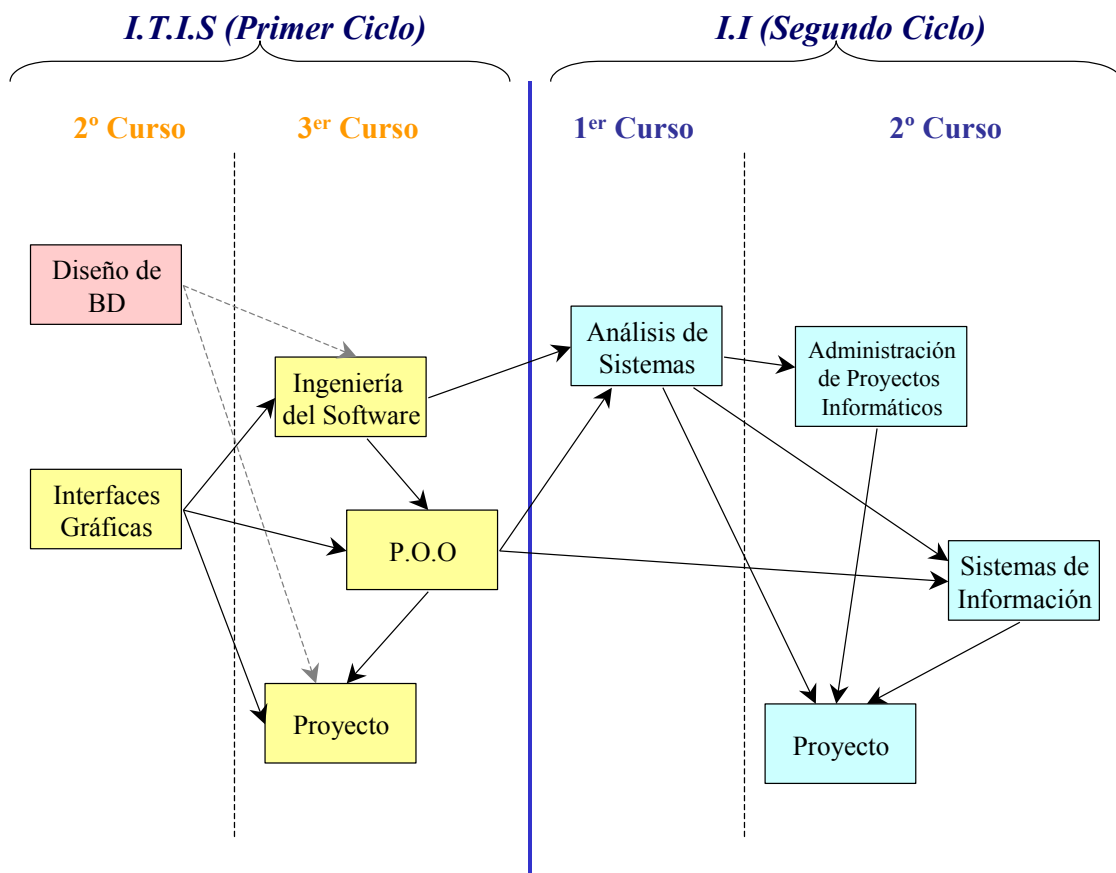 I.T.I.S (Primer Ciclo)
I.I (Segundo Ciclo)
2º Curso
3er Curso
1er Curso
2º Curso
Diseño de
BD
Ingeniería
del Software
Interfaces
Gráficas
P.O.O
Proyecto
Análisis de
Sistemas
Administración
de Proyectos
Informáticos
Sistemas de
Información
Proyecto